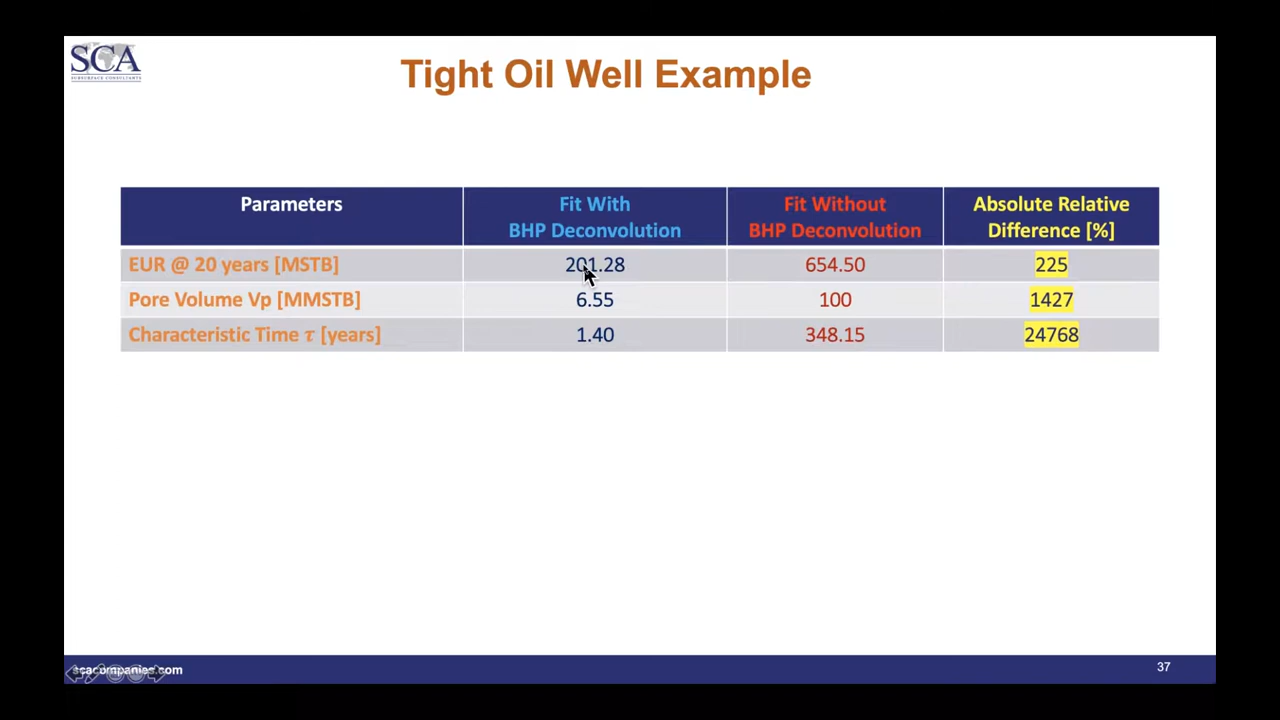 SCA
SUBSURFACE CONSULTANTS
Tight Oil Well Example
Parameters
Fit With
BHP Deconvolution
Fit Without
BHP Deconvolution
Absolute Relative
Difference [%]
EUR @ 20 years [MSTB] 201.28 654.50 225
Pore Volume Vp [MMSTB] 6.55 100 1427
Characteristic Time τ [years] 1.40 348.15 24768
scacompanies.com 37